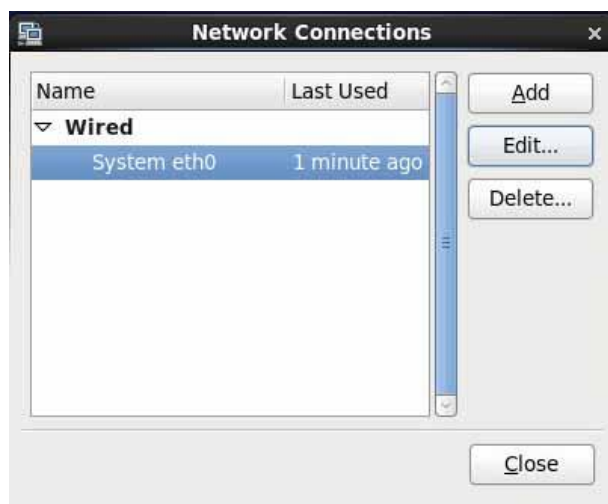 Network Connections
Name Last Used
Wired
System eth0 1 minute ago
Add
Edit...
Delete...
Close